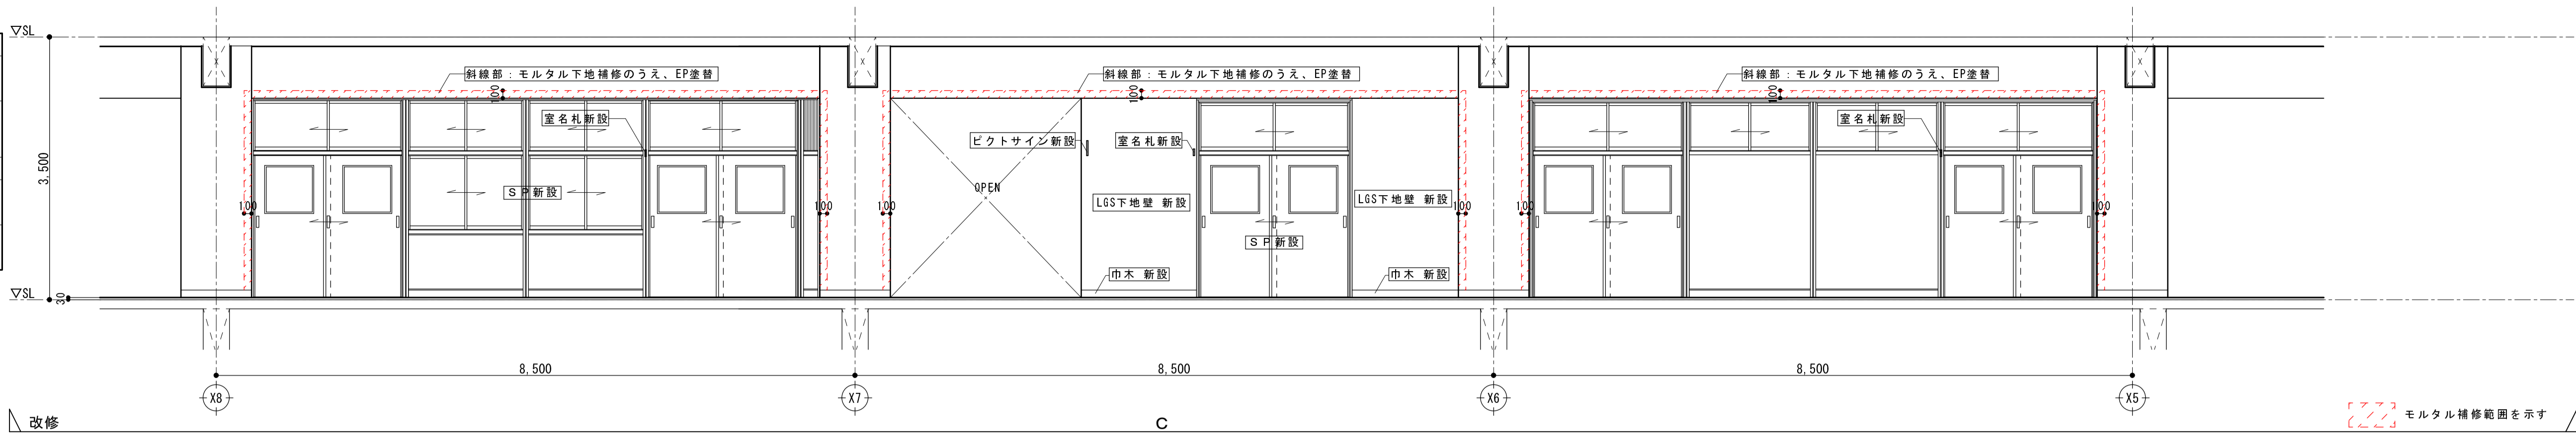 ▽SL
斜線部：モルタル下地補修のうえ、EP塗替
斜線部：モルタル下地補修のうえ、EP塗替
斜線部：モルタル下地補修のうえ、EP塗替
100
100
100
室名札新設
ピクトサイン新設
室名札新設
室名札新設
3,500
SP新設
OPEN
LGS下地壁 新設
LGS下地壁 新設
100
100
100
100
100
100
SP新設
巾木 新設
巾木 新設
▽SL
30
8,500
8,500
8,500
X8
X7
X6
X5
改修
C
モルタル補修範囲を示す